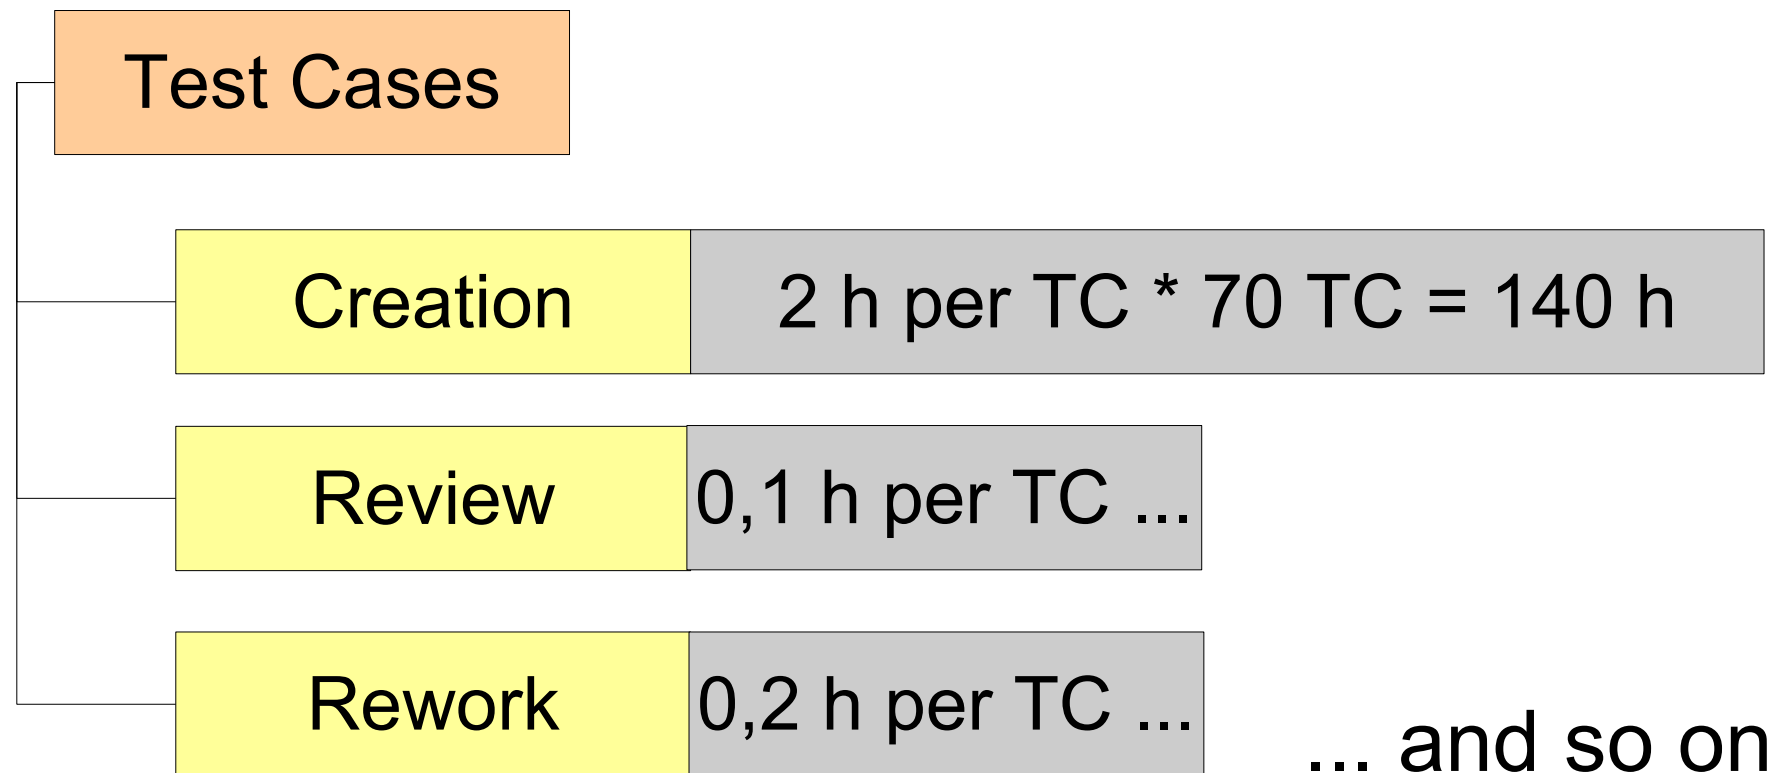 Test Cases
Creation
2 h per TC * 70 TC = 140 h
Review
0,1 h per TC ...
Rework
0,2 h per TC ...
... and so on